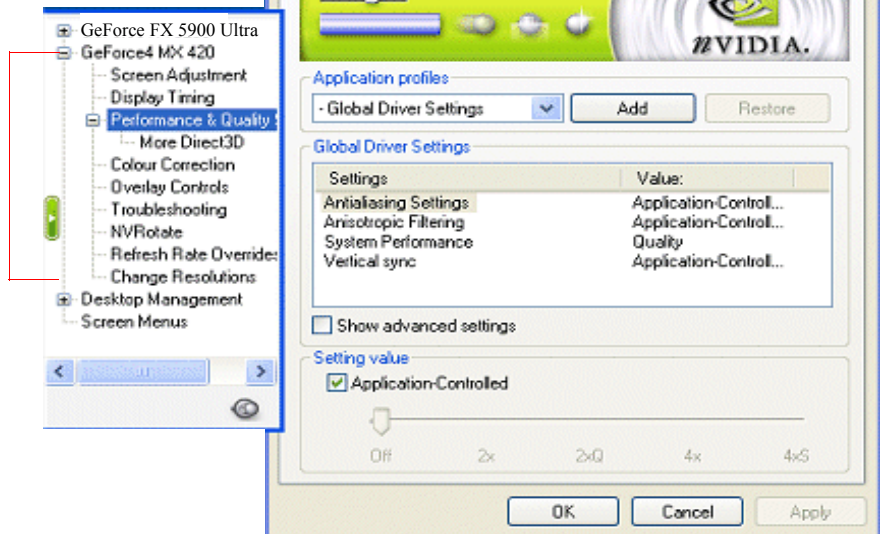 GeForce FX 5900 Ultra
GeForce4 MX 420
Screen Adjustment
Display Timing
Performance & Quality
More Direct3D
Colour Correction
Overlay Controls
Troubleshooting
NVRotate
Refresh Rate Overrides
Change Resolutions
Desktop Management
Screen Menus
nVIDIA.
Application profiles
- Global Driver Settings
Add
Restore
Global Driver Settings
Settings Value:
Antialiasing Settings Application-Controll...
Anisotropic Filtering Application-Controll...
System Performance Quality
Vertical sync Application-Controll...
Show advanced settings
Setting value
Application-Controlled
Off 2x 2xQ 4x 4xS
OK Cancel Apply